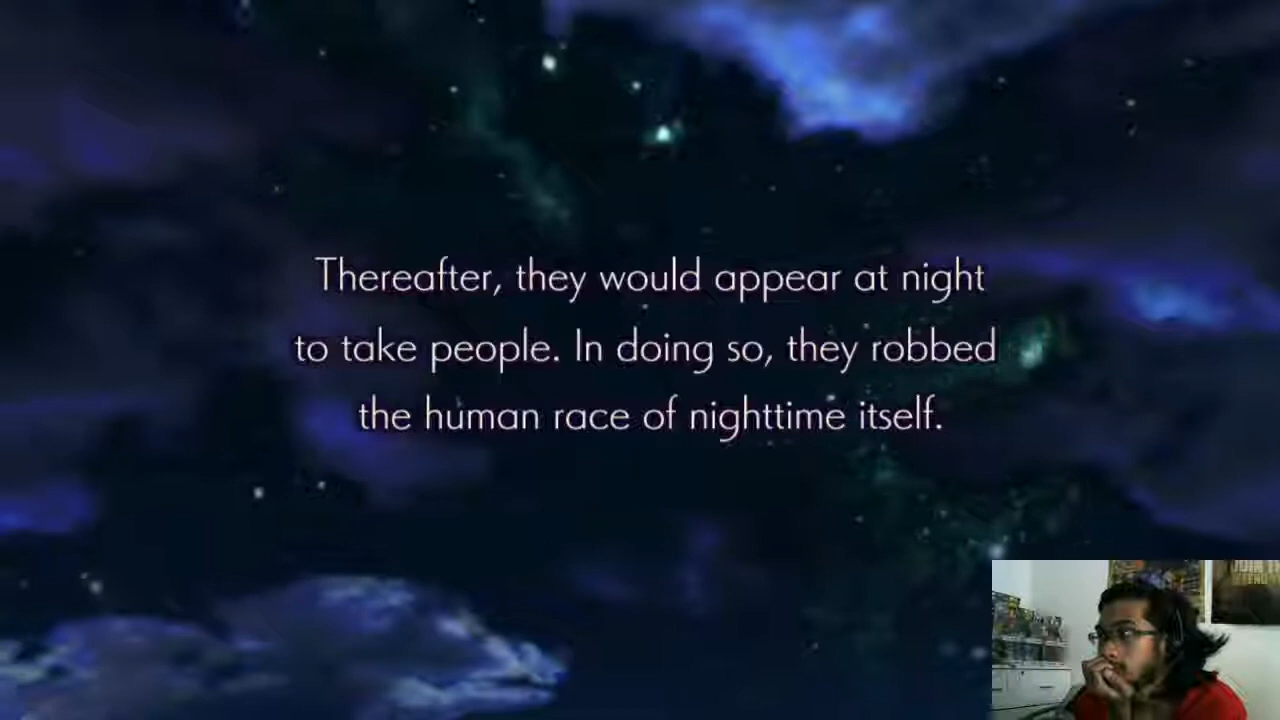 Thereafter, they would appear at night
to take people. In doing so, they robbed
the human race of nighttime itself.